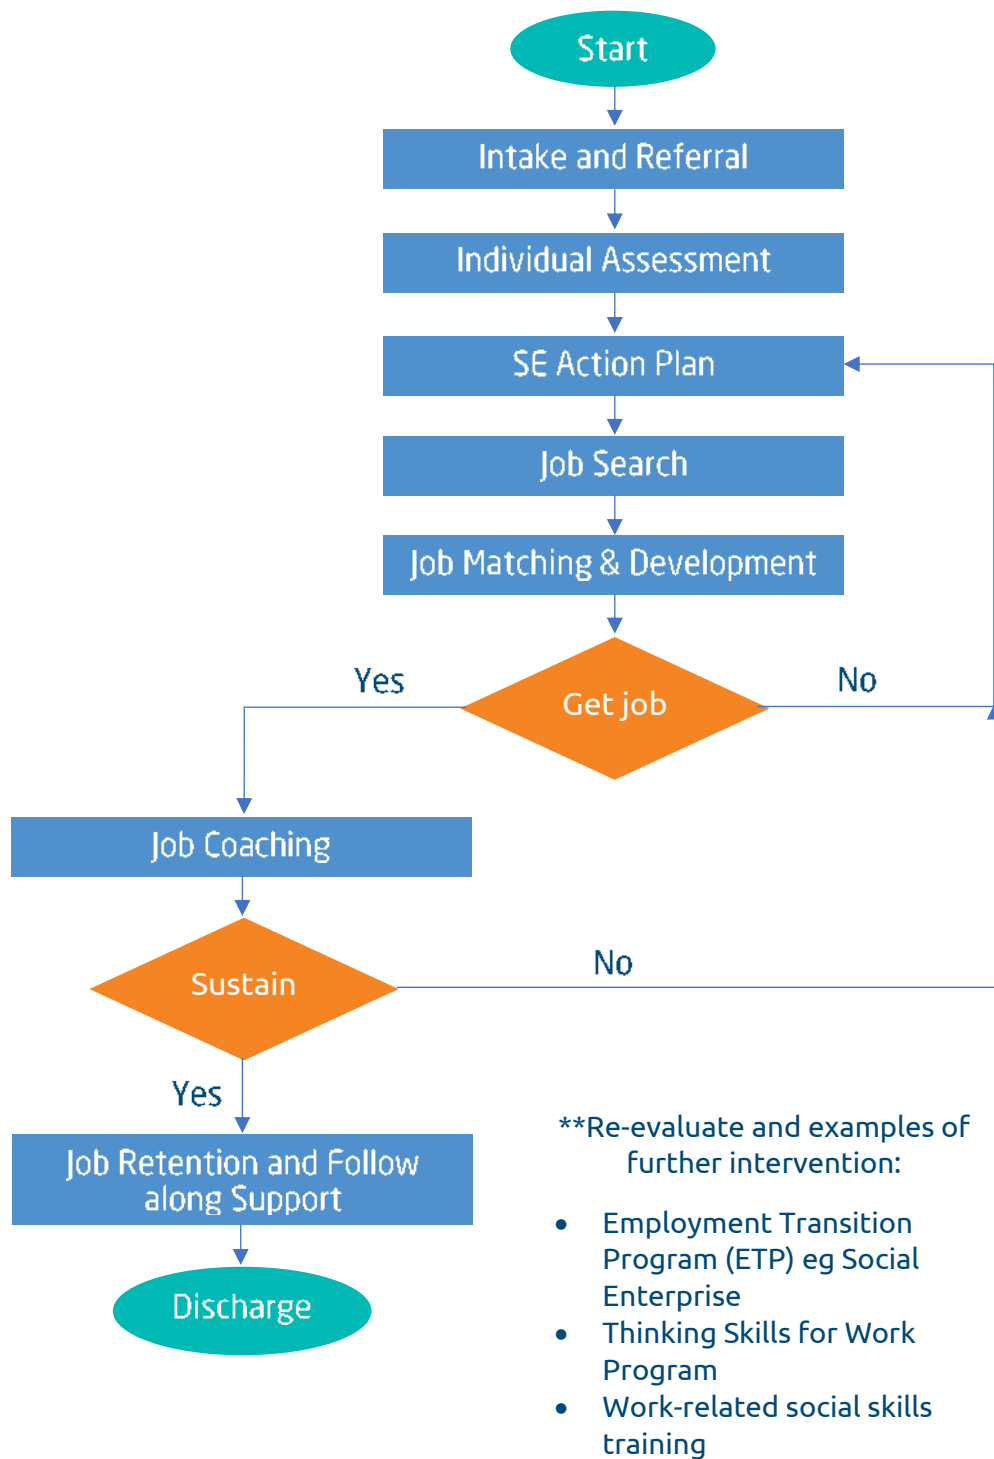 Start
Intake and Referral
Individual Assessment
SE Action Plan
Job Search
Job Matching & Development
Get job
Yes
No
Job Coaching
Sustain
No
Yes
Job Retention and Follow
along Support
Discharge
**Re-evaluate and examples of
further intervention:
• Employment Transition
Program (ETP) eg Social
Enterprise
• Thinking Skills for Work
Program
• Work-related social skills
training